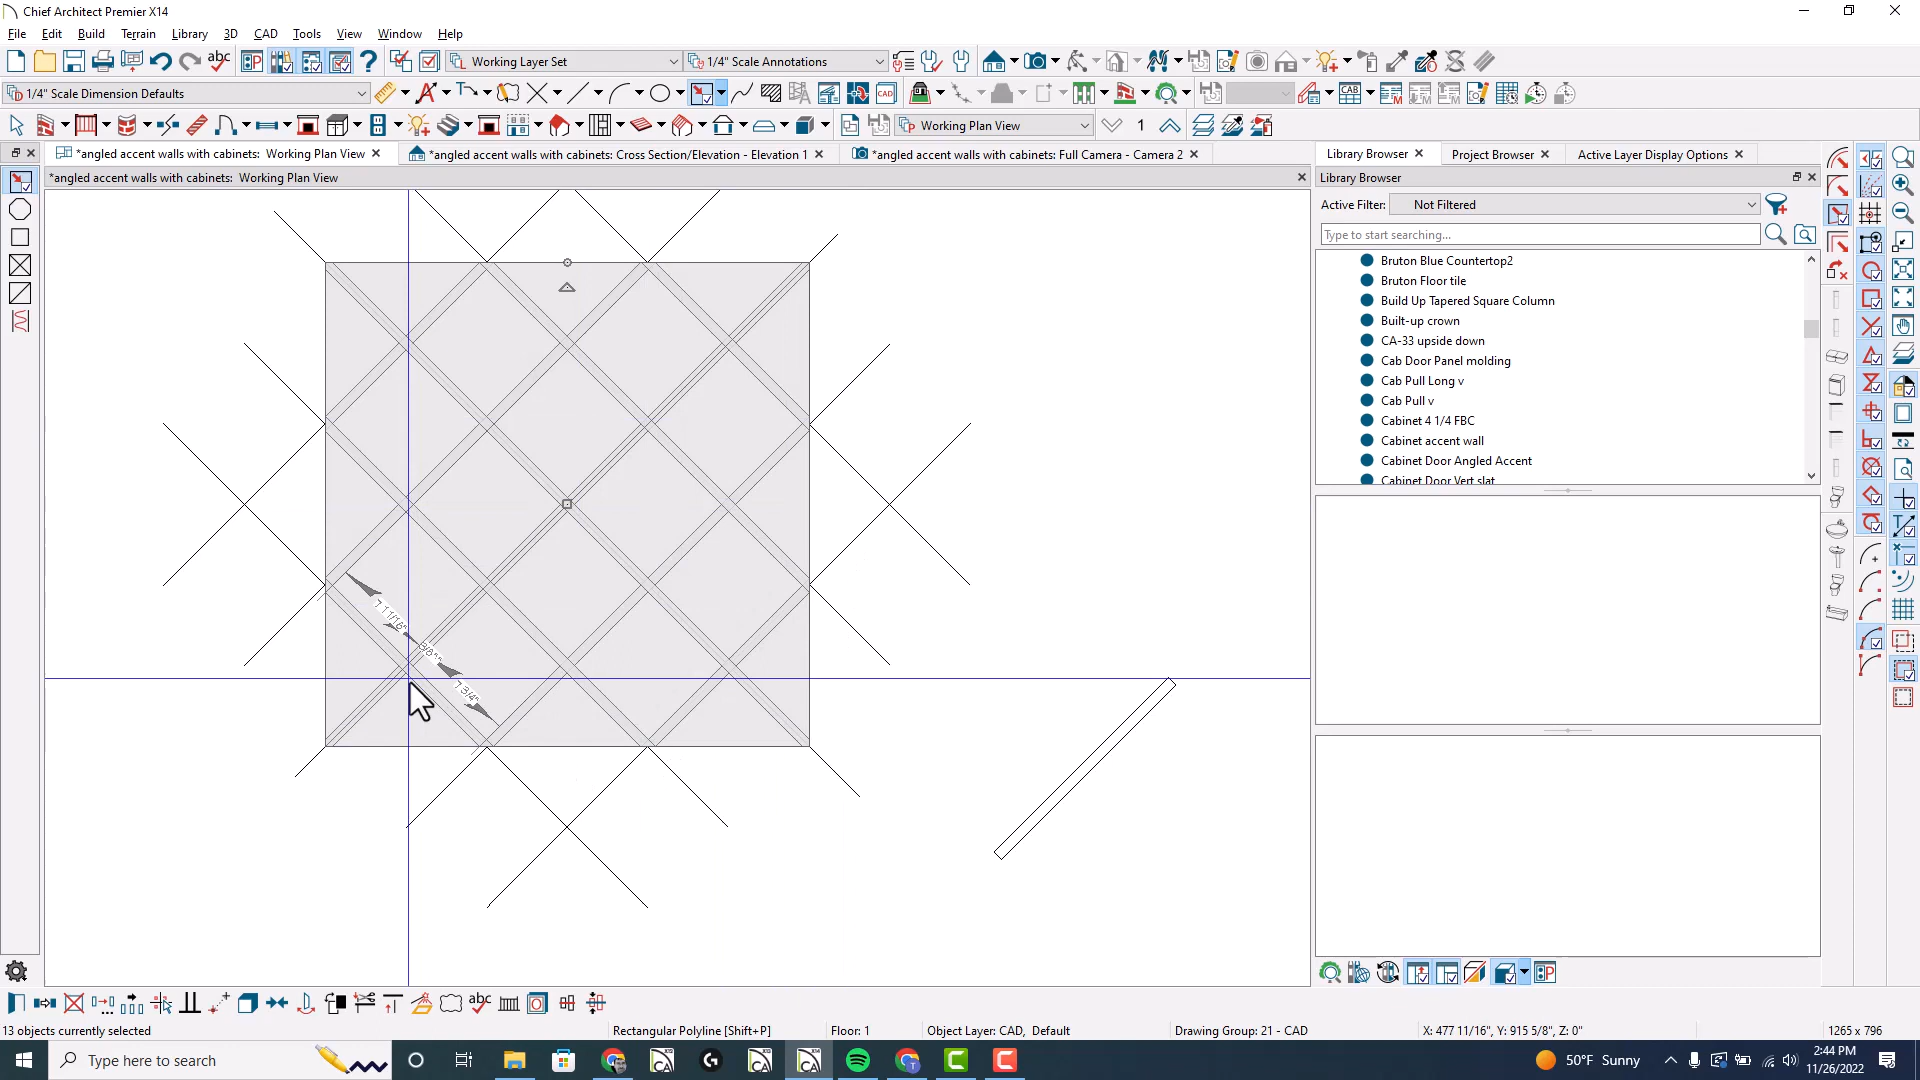 Chief Architect Premier X14
File Edit Build Terrain Library 3D CAD Tools View Window Help
Working Layer Set 1/4" Scale Annotations
1/4" Scale Dimension Defaults
Working Plan View 1
*angled accent walls with cabinets: Working Plan View
*angled accent walls with cabinets: Cross Section/Elevation - Elevation 1
*angled accent walls with cabinets: Full Camera - Camera 2
*angled accent walls with cabinets: Working Plan View
Library Browser Project Browser Active Layer Display Options
Library Browser
Active Filter: Not Filtered
Type to start searching...
Bruton Blue Countertop2
Bruton Floor tile
Build Up Tapered Square Column
Built-up crown
CA-33 upside down
Cab Door Panel molding
Cab Pull Long v
Cab Pull v
Cabinet 4 1/4 FBC
Cabinet accent wall
Cabinet Door Angled Accent
Cabinet Door Vert slat
7 11/16"
3/8"
7 3/4"
13 objects currently selected Rectangular Polyline [Shift+P] Floor: 1 Object Layer: CAD, Default Drawing Group: 21 - CAD X: 477 11/16", Y: 915 5/8", Z: 0" 1265 x 796
Type here to search
50°F Sunny
2:44 PM
11/26/2022